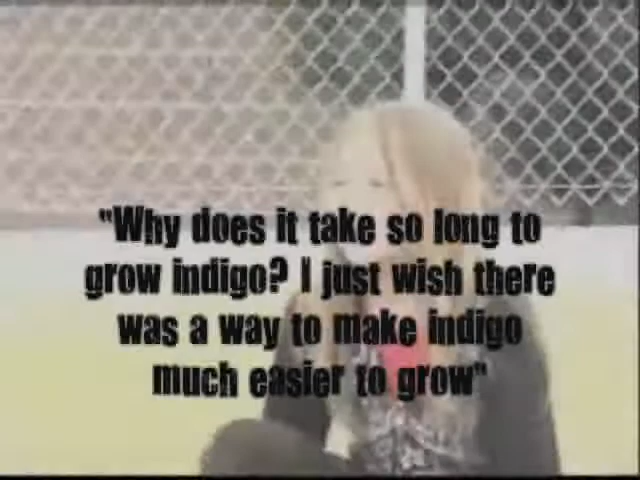 "Why does it take so long to
grow indigo? I just wish there
was a way to make indigo
much easier to grow"